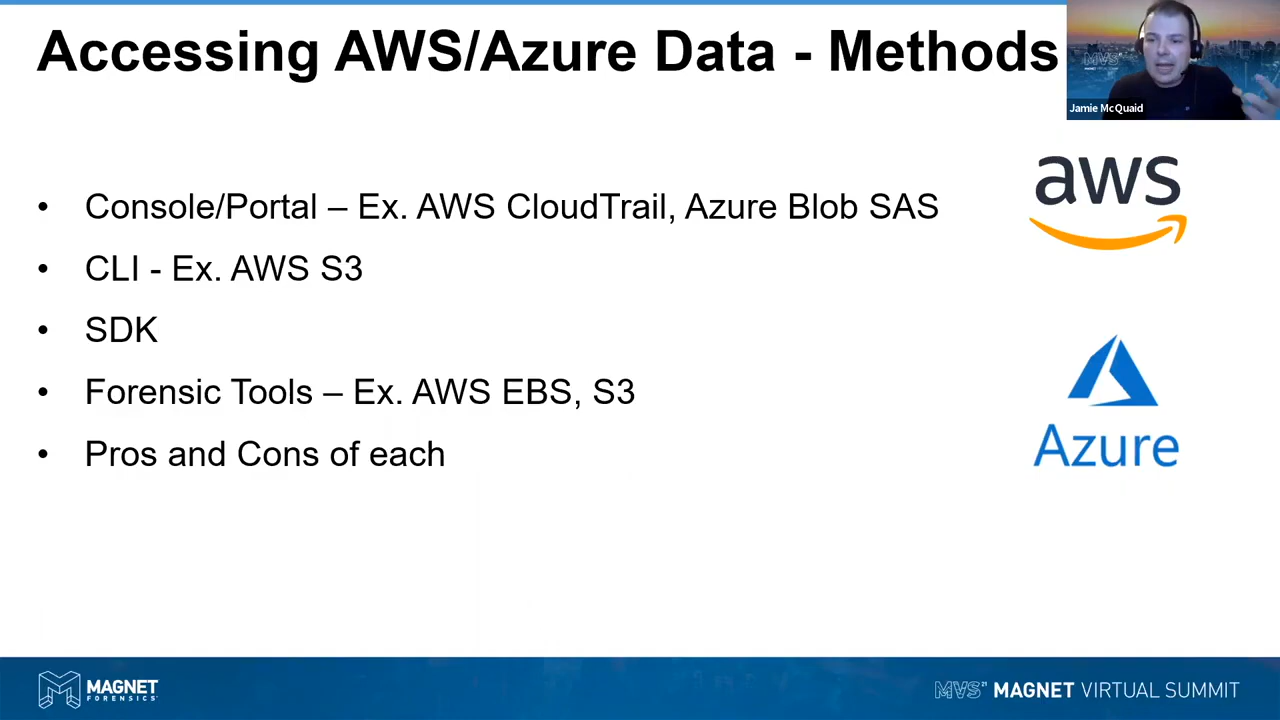 Accessing AWS/Azure Data - Methods
MVS
Jamie McQuaid
aws
• Console/Portal – Ex. AWS CloudTrail, Azure Blob SAS
• CLI - Ex. AWS S3
• SDK
• Forensic Tools – Ex. AWS EBS, S3
• Pros and Cons of each
Azure
MAGNET
FORENSICS
MVS21 MAGNET VIRTUAL SUMMIT